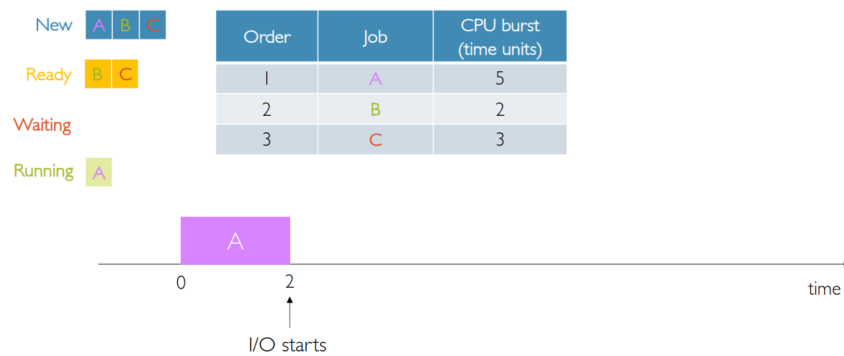 New A B C
Ready B C
Waiting
Running A
Order Job CPU burst (time units)
1 A 5
2 B 2
3 C 3
A
0 2 time
I/O starts